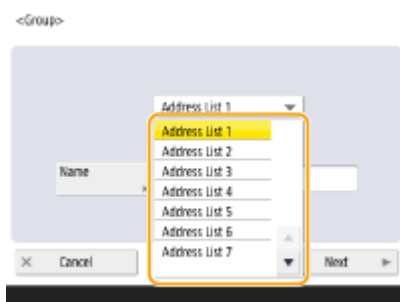 <Group>
Address List 1
Address List 1
Address List 2
Name
Address List 3
Address List 4
Address List 5
Address List 6
Address List 7
Cancel
Next